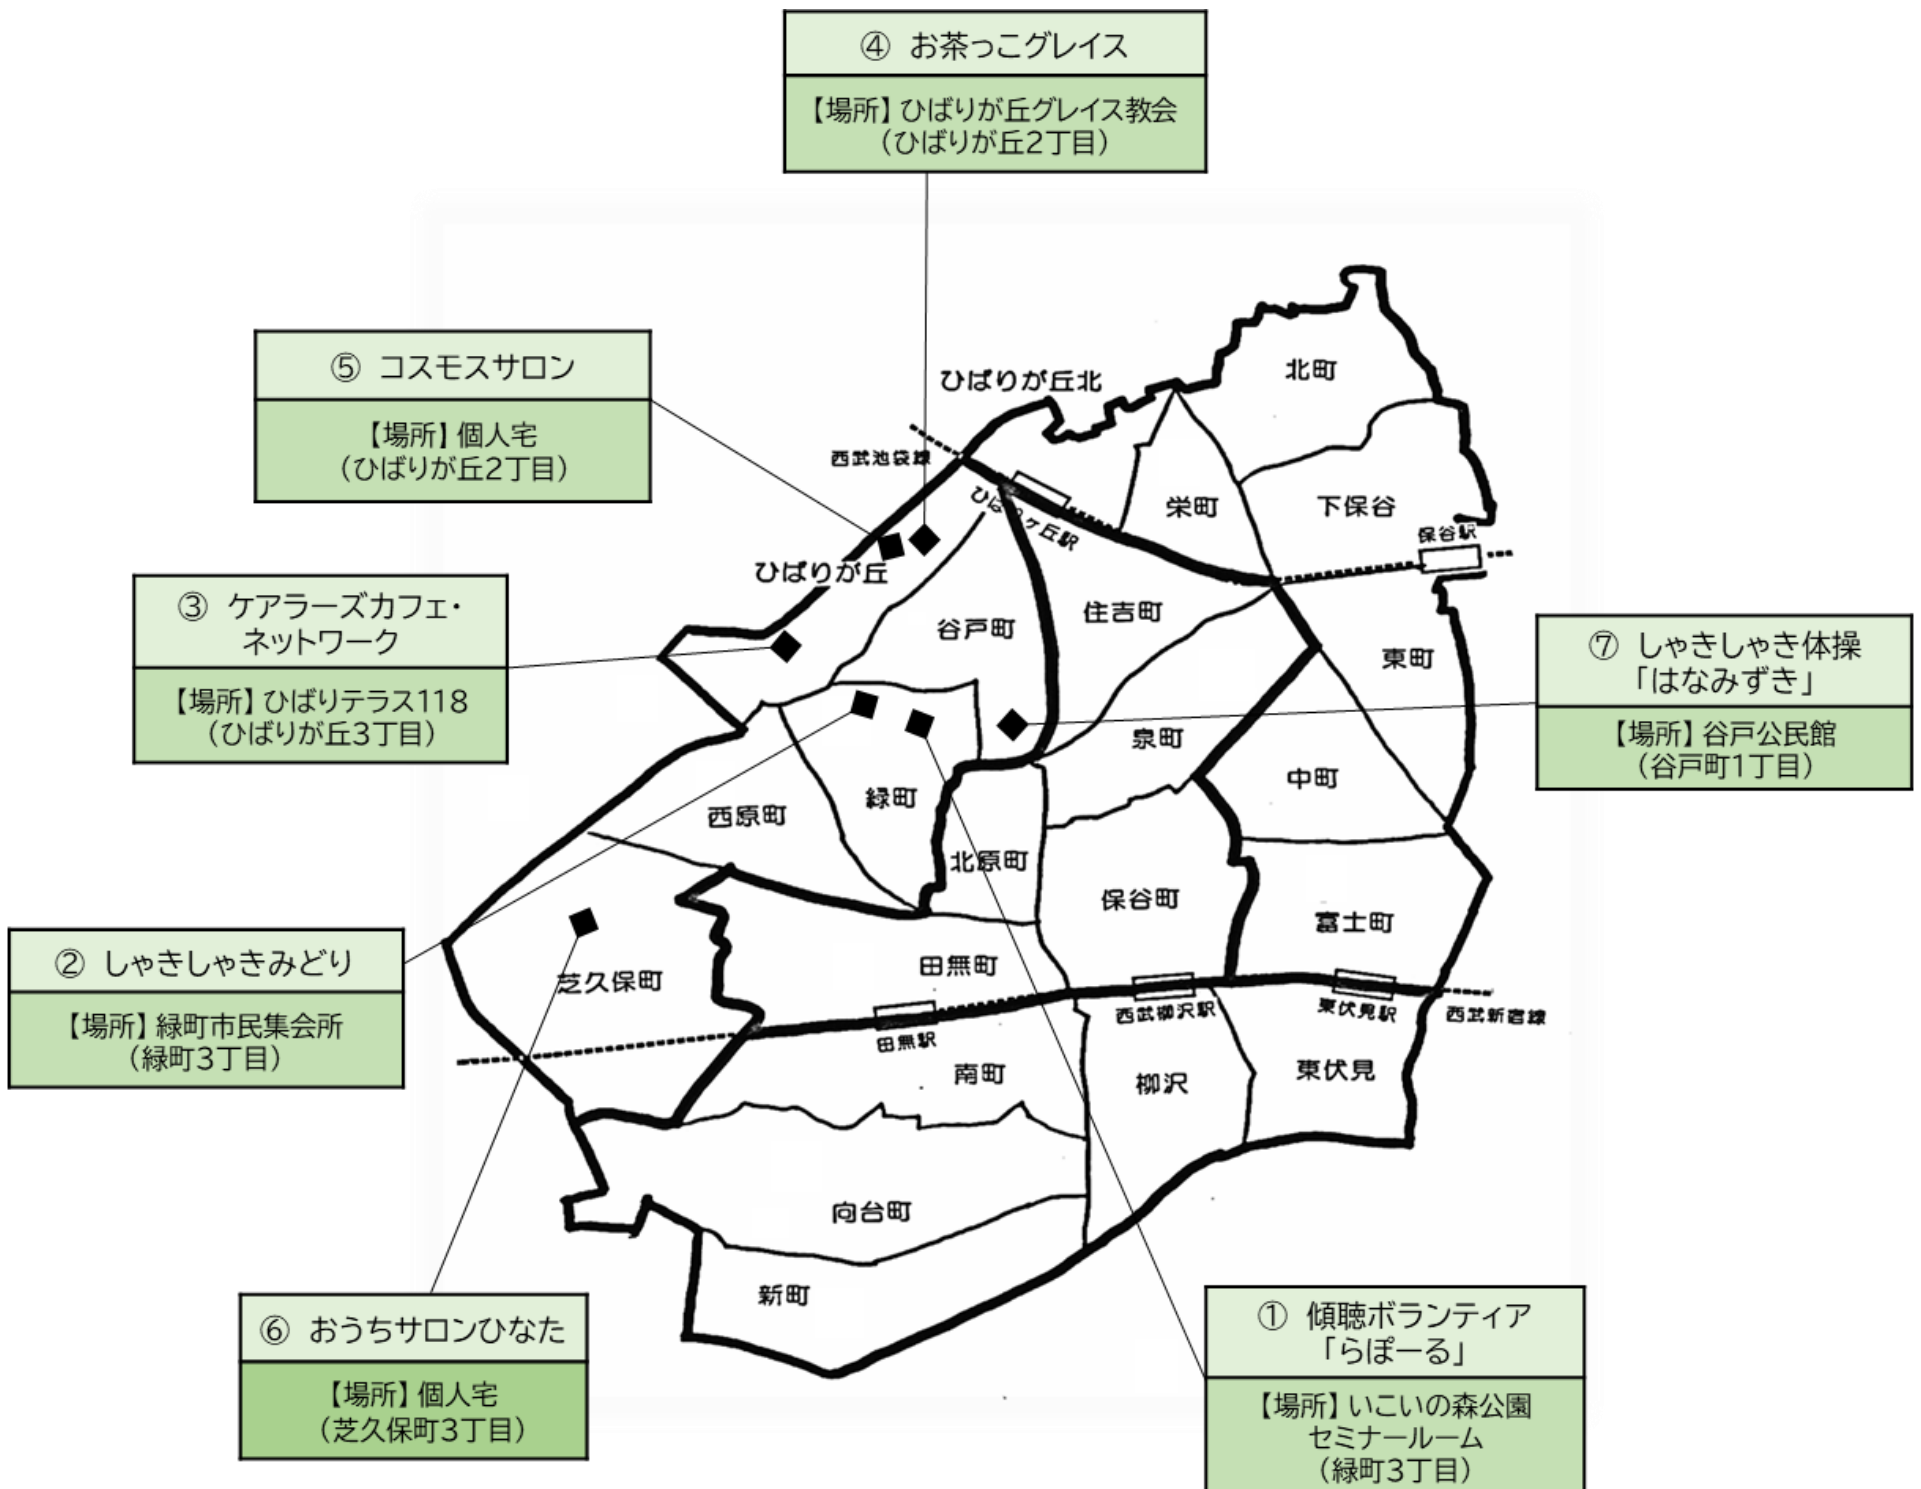 ④ お茶っこグレイス
【場所】ひばりが丘グレイス教会
（ひばりが丘2丁目）
⑤ コスモスサロン
【場所】個人宅
（ひばりが丘2丁目）
③ ケアラーズカフェ・
ネットワーク
【場所】ひばりテラス118
（ひばりが丘3丁目）
⑦ しゃきしゃき体操
「はなみずき」
【場所】谷戸公民館
（谷戸町1丁目）
② しゃきしゃきみどり
【場所】緑町市民集会所
（緑町3丁目）
⑥ おうちサロンひなた
【場所】個人宅
（芝久保町3丁目）
① 傾聴ボランティア
「らぽーる」
【場所】いこいの森公園
セミナールーム
（緑町3丁目）
北町
ひばりが丘北
西武池袋線
ひばりヶ丘駅
栄町
下保谷
保谷駅
ひばりが丘
谷戸町
住吉町
東町
泉町
中町
西原町
緑町
北原町
保谷町
富士町
芝久保町
田無町
西武柳沢駅
東伏見駅
西武新宿線
田無駅
南町
柳沢
東伏見
向台町
新町